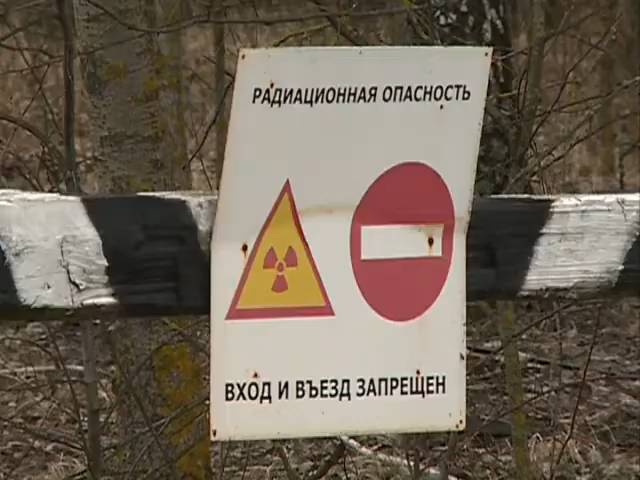 РАДИАЦИОННАЯ ОПАСНОСТЬ
ВХОД И ВЪЕЗД ЗАПРЕЩЕН